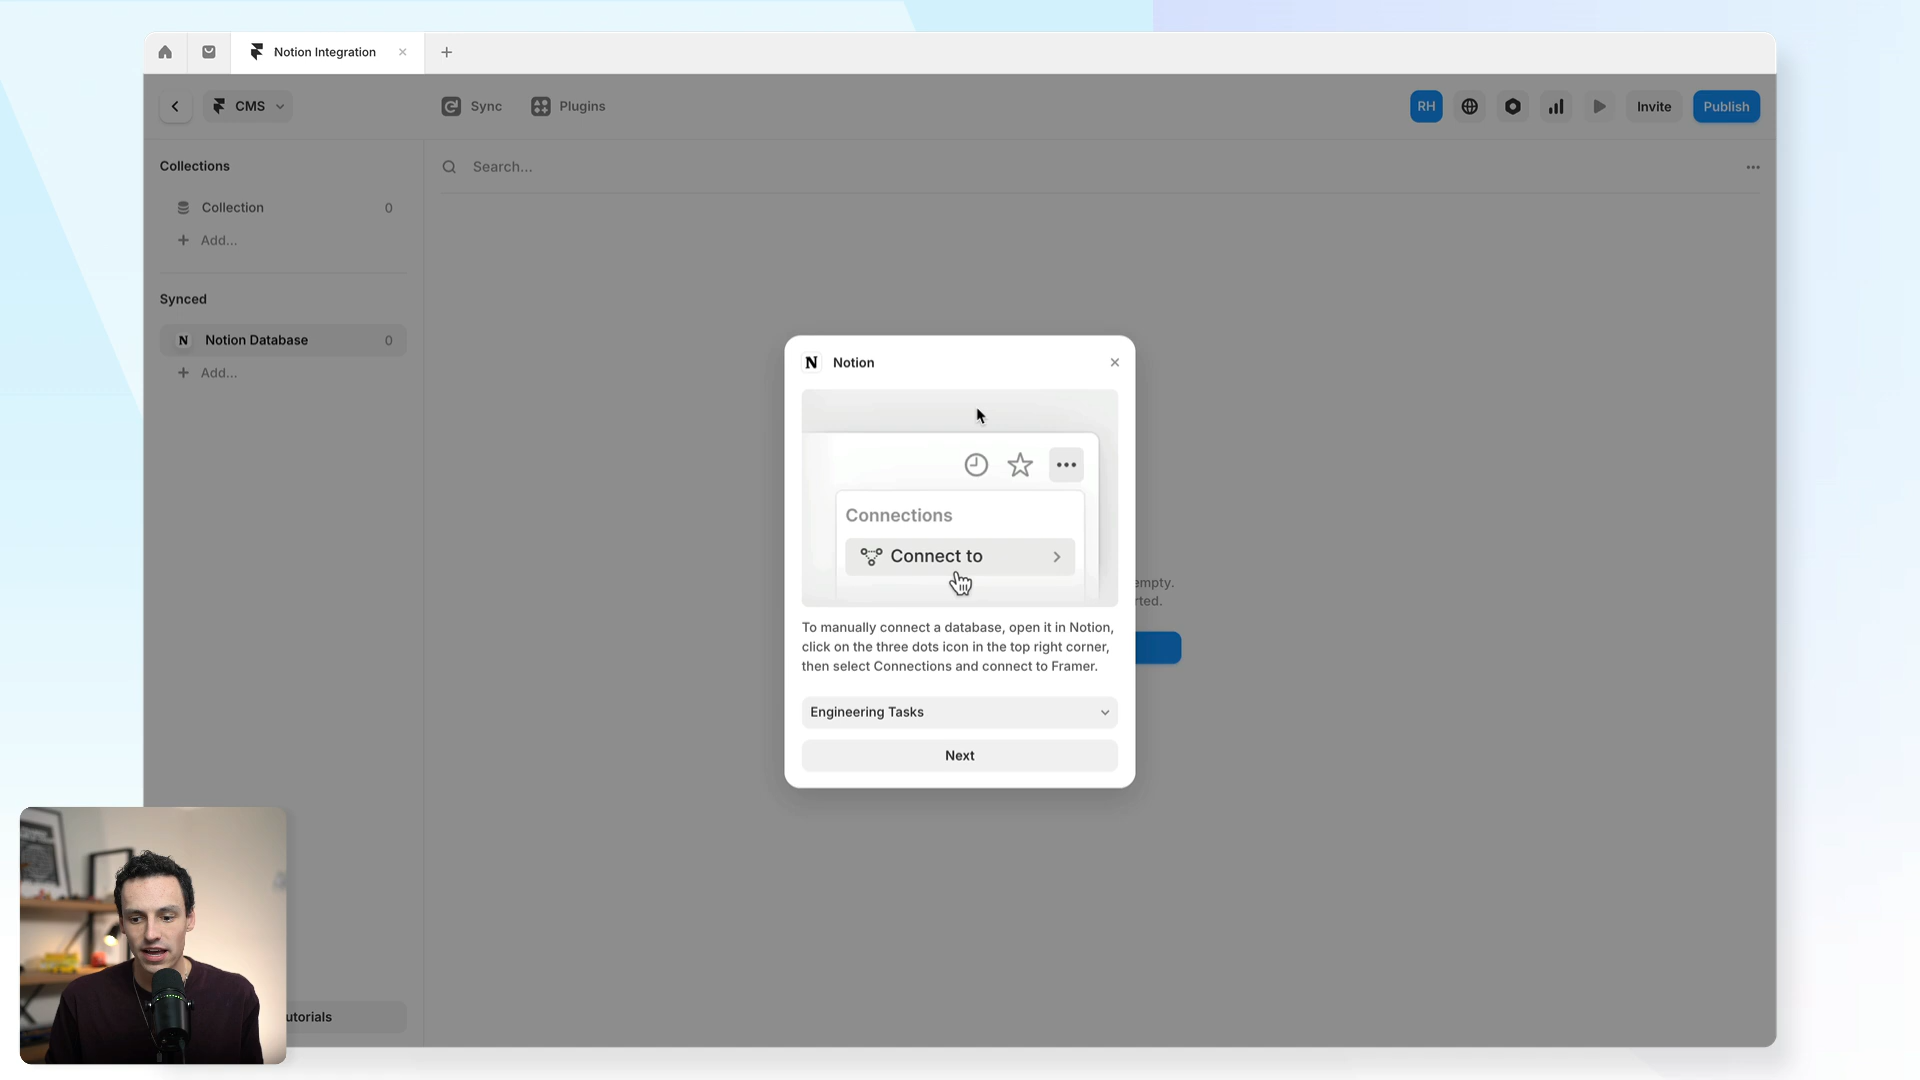 Notion Integration
CMS
Sync
Plugins
RH
Invite
Publish
Collections
Search...
Collection 0
Add...
Synced
N Notion Database 0
Add...
N Notion
Connections
Connect to
empty.
rted.
To manually connect a database, open it in Notion,
click on the three dots icon in the top right corner,
then select Connections and connect to Framer.
Engineering Tasks
Next
utorials